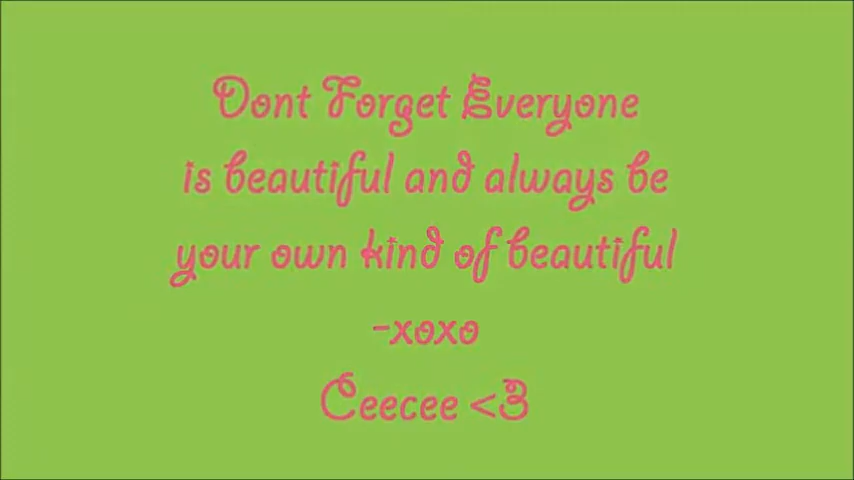 Dont Forget Everyone
is beautiful and always be
your own kind of beautiful
-xoxo
Ceecee <3